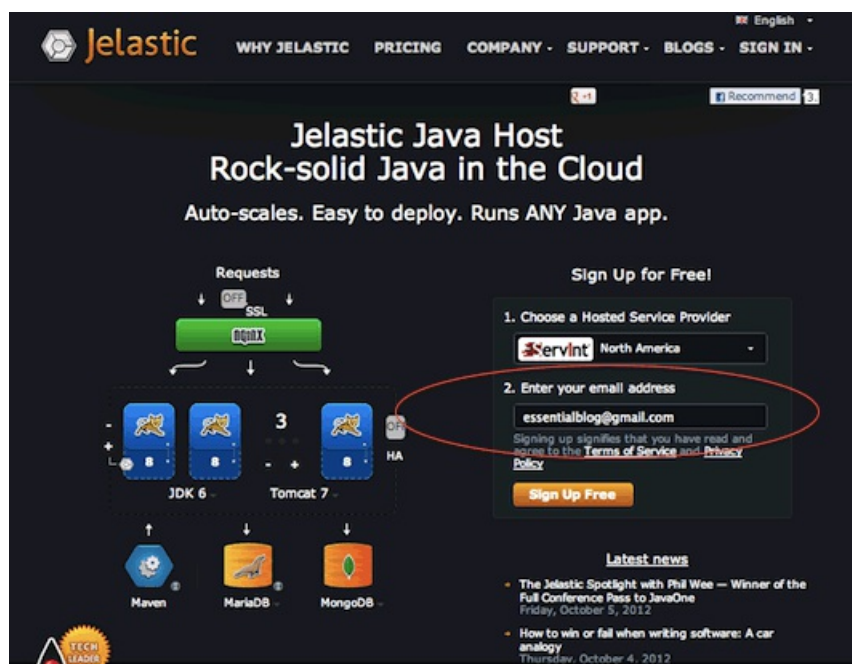 English
Jelastic
WHY JELASTIC PRICING COMPANY SUPPORT BLOGS SIGN IN
+1
Recommend 3.
Jelastic Java Host
Rock-solid Java in the Cloud
Auto-scales. Easy to deploy. Runs ANY Java app.
Requests
OFF
SSL
NGINX
3
8 8 - + 8
OFF
HA
JDK 6 Tomcat 7
Maven MariaDB MongoDB
TECH
LEADER
Sign Up for Free!
1. Choose a Hosted Service Provider
ServInt North America
2. Enter your email address
essentialblog@gmail.com
Signing up signifies that you have read and
agree to the Terms of Service and Privacy
Policy
Sign Up Free
Latest news
The Jelastic Spotlight with Phil Wee — Winner of the
Full Conference Pass to JavaOne
Friday, October 5, 2012
How to win or fail when writing software: A car
analogy
Thursday, October 4, 2012